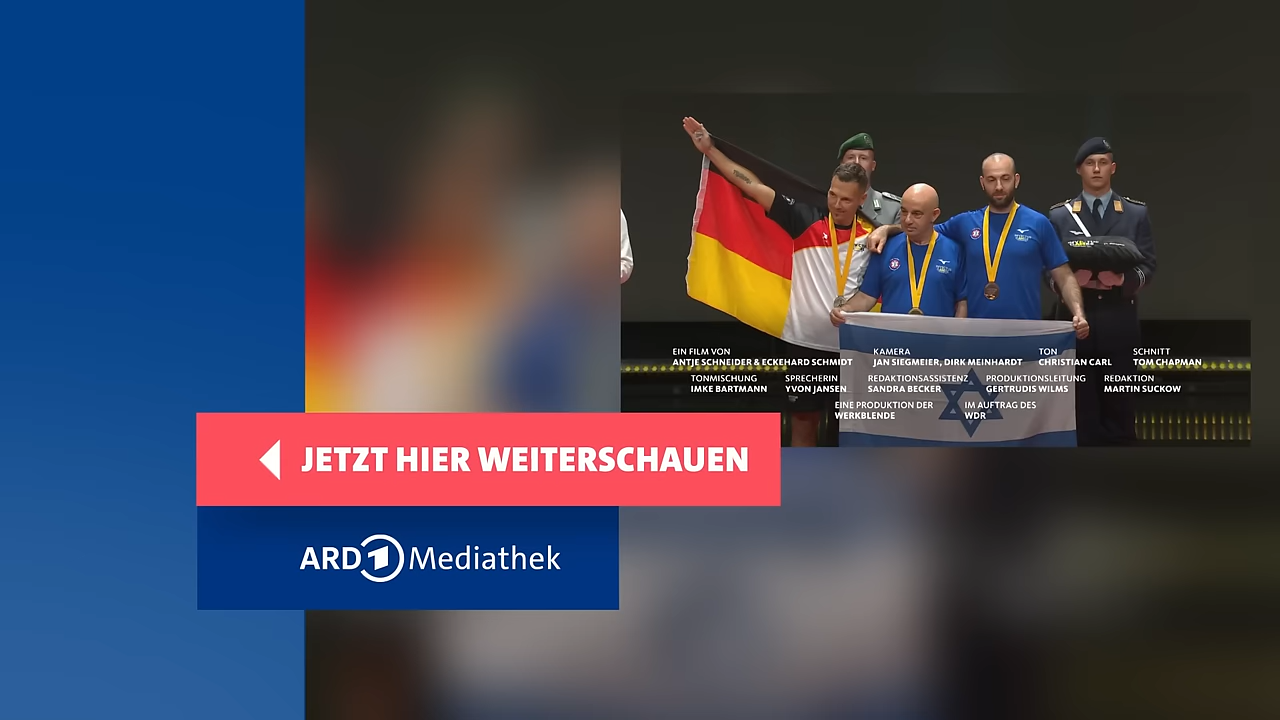 EIN FILM VON
ANTJE SCHNEIDER & ECKEHARD SCHMIDT
KAMERA
JAN SIEGMEIER, DIRK MEINHARDT
TON
CHRISTIAN CARL
SCHNITT
TOM CHAPMAN
TONMISCHUNG
IMKE BARTMANN
SPRECHERIN
YVON JANSEN
REDAKTIONSASSISTENZ
SANDRA BECKER
PRODUKTIONSLEITUNG
GERTRUDIS WILMS
REDAKTION
MARTIN SUCKOW
EINE PRODUKTION DER
WERKBLENDE
IM AUFTRAG DES
WDR
JETZT HIER WEITERSCHAUEN
ARD 1 Mediathek